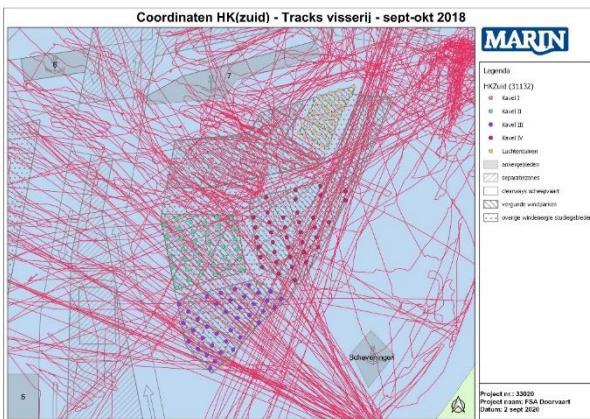 Coordinaten HK(zuid) - Tracks visserij - sept-okt 2018
MARIN
Legenda
HKZuid (31132)
Kavel I
Kavel II
Kavel III
Kavel IV
Luchterduinen
ankergebieden
separatiezones
clearways scheepvaart
vergunde windparken
overige windenergie studiegebieden
6
7
Scheveningen
5
Project nr.: 33020
Project naam: FSA Doorvaart
Datum: 2 sept 2020